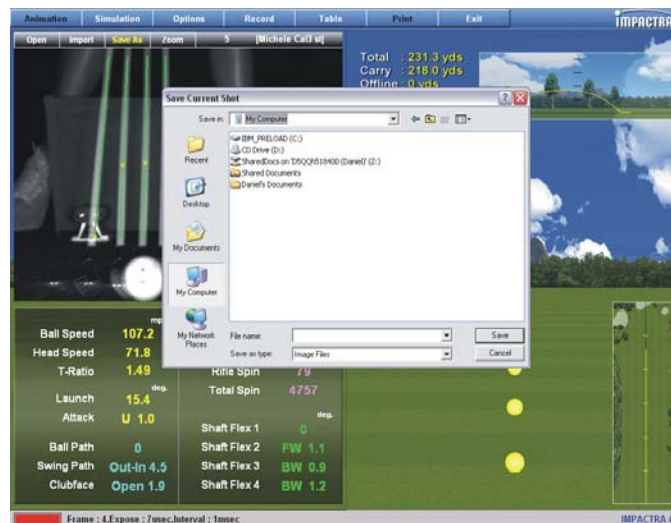 Animation Simulation Options Record Table Print Exit
IMPACTRA
Open Import Save As Zoom 5 [Michele Cal3 st]
Total : 231.3 yds
Carry : 218.0 yds
Offline : 0 yds
Save Current Shot
Save in: My Computer
IBM_PRELOAD (C:)
CD Drive (D:)
SharedDocs on 'DSQQNS18400 (Daniel)' (Z:)
Shared Documents
Daniel's Documents
Recent
Desktop
My Documents
My Computer
My Network Places
File name: Save
Save as type: Image Files Cancel
Ball Speed 107.2
Head Speed 71.8
T-Ratio 1.49
deg.
Launch 15.4
Attack U 1.0
Ball Path 0
Swing Path Out-In 4.5
Clubface Open 1.9
Rifle Spin 79
Total Spin 4757
deg.
Shaft Flex 1 0
Shaft Flex 2 FW 1.1
Shaft Flex 3 BW 0.9
Shaft Flex 4 BW 1.2
Frame : 4,Expose : 7usec,Interval : 1msec